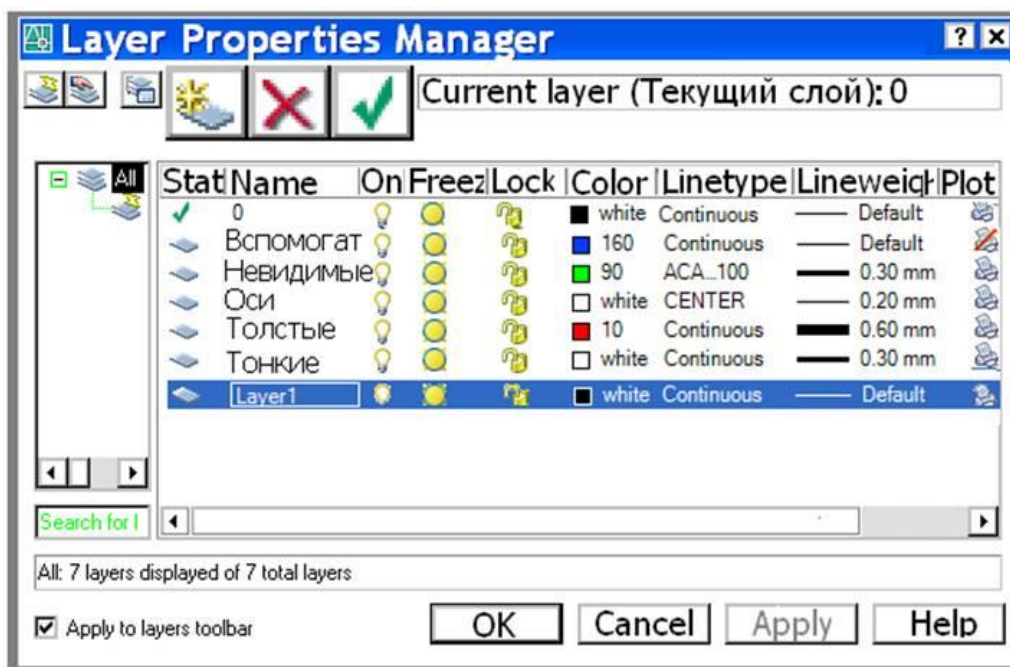 Layer Properties Manager
Current layer (Текущий слой): 0
All
Stat Name On Freez Lock Color Linetype Lineweigh Plot
0 white Continuous Default
Вспомогат 160 Continuous Default
Невидимые 90 ACA...100 0.30 mm
Оси white CENTER 0.20 mm
Толстые 10 Continuous 0.60 mm
Тонкие white Continuous 0.30 mm
Layer1 white Continuous Default
Search for l
All: 7 layers displayed of 7 total layers
Apply to layers toolbar
OK Cancel Apply Help